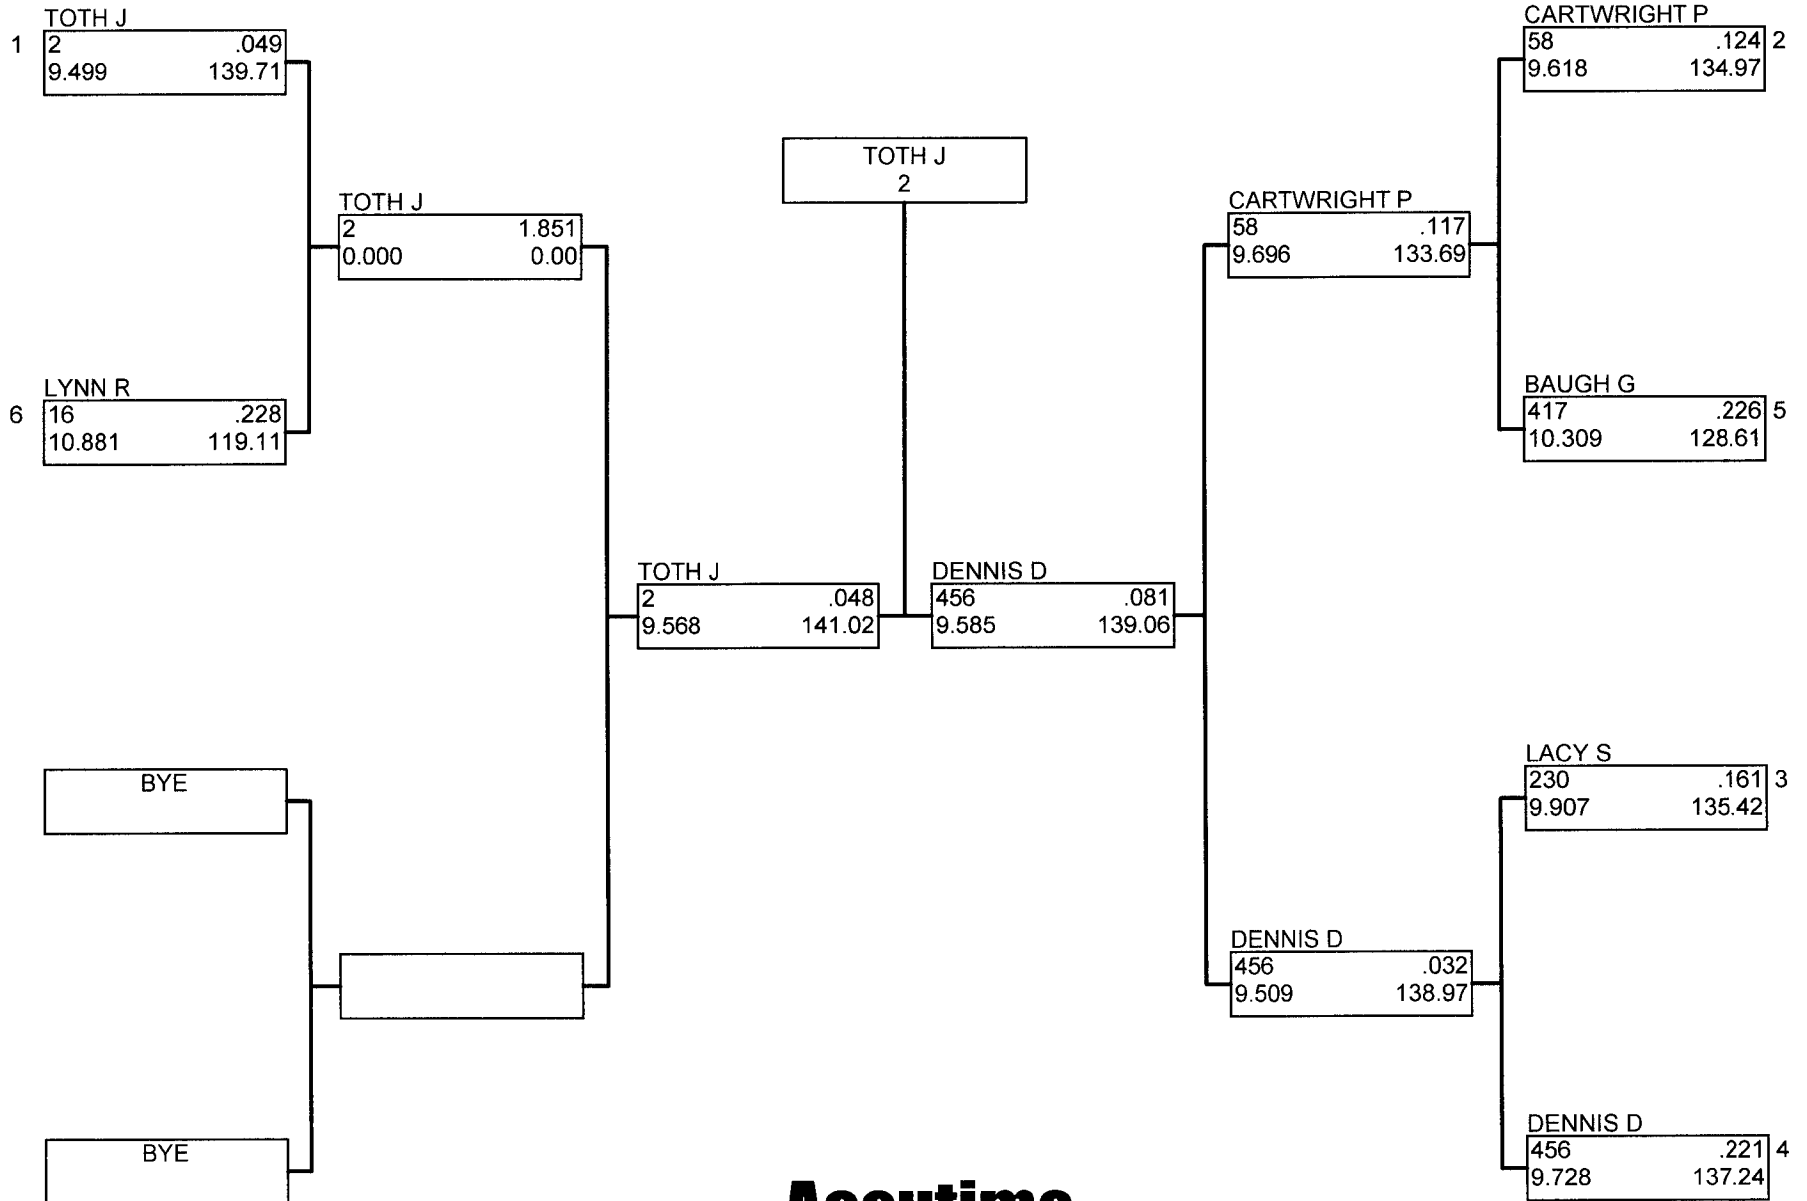 TOTH J
1 2 .049
9.499 139.71
LYNN R
6 16 .228
10.881 119.11
BYE
BYE
TOTH J
2 1.851
0.000 0.00
TOTH J
2 .048
9.568 141.02
TOTH J
2
DENNIS D
456 .081
9.585 139.06
CARTWRIGHT P
58 .117
9.696 133.69
DENNIS D
456 .032
9.509 138.97
CARTWRIGHT P
58 .124 2
9.618 134.97
BAUGH G
417 .226 5
10.309 128.61
LACY S
230 .161 3
9.907 135.42
DENNIS D
456 .221 4
9.728 137.24
Accutime